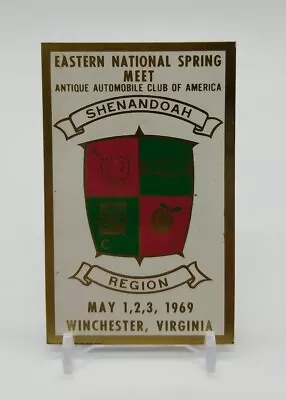 EASTERN NATIONAL SPRING
MEET
ANTIQUE AUTOMOBILE CLUB OF AMERICA
SHENANDOAH
C
REGION
MAY 1,2,3, 1969
WINCHESTER, VIRGINIA